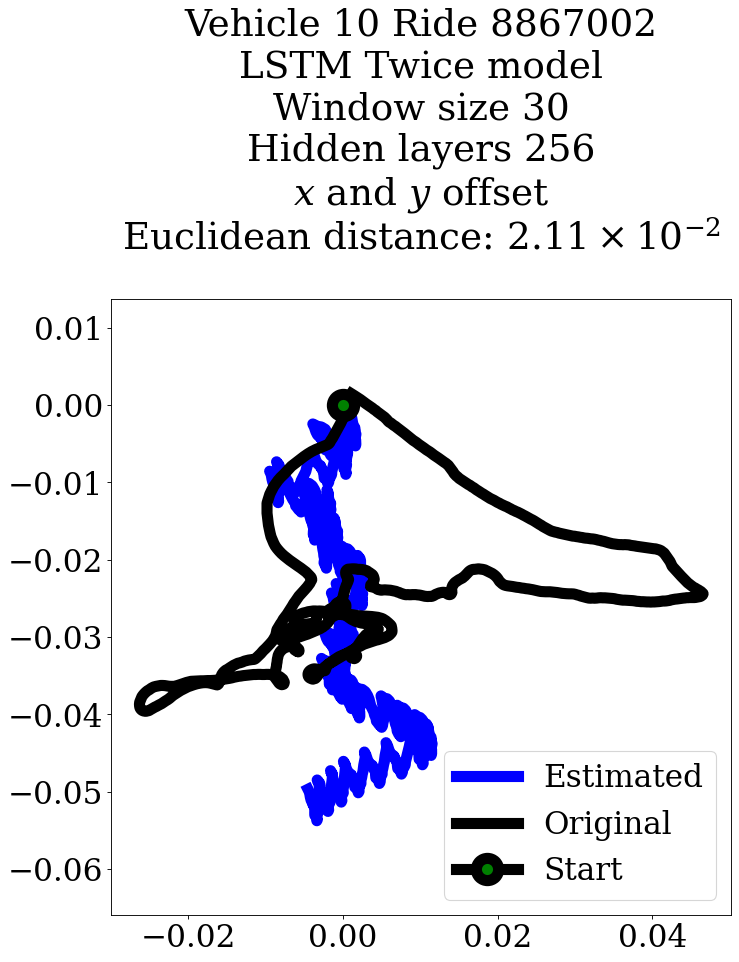 Vehicle 10 Ride 8867002
LSTM Twice model
Window size 30
Hidden layers 256
x and y offset
Euclidean distance: 2.11 × 10⁻²
0.01
0.00
−0.01
−0.02
−0.03
−0.04
−0.05
−0.06
Estimated
Original
Start
−0.02 0.00 0.02 0.04